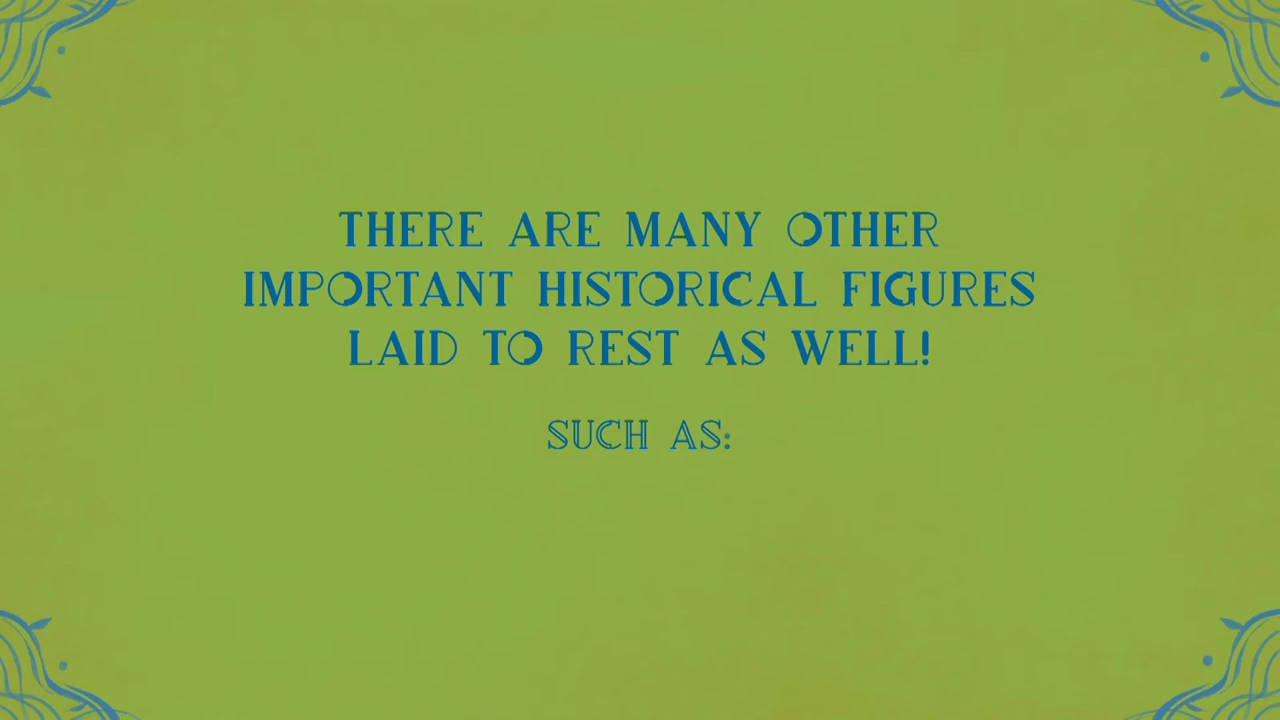 THERE ARE MANY OTHER
IMPORTANT HISTORICAL FIGURES
LAID TO REST AS WELL!
SUCH AS: